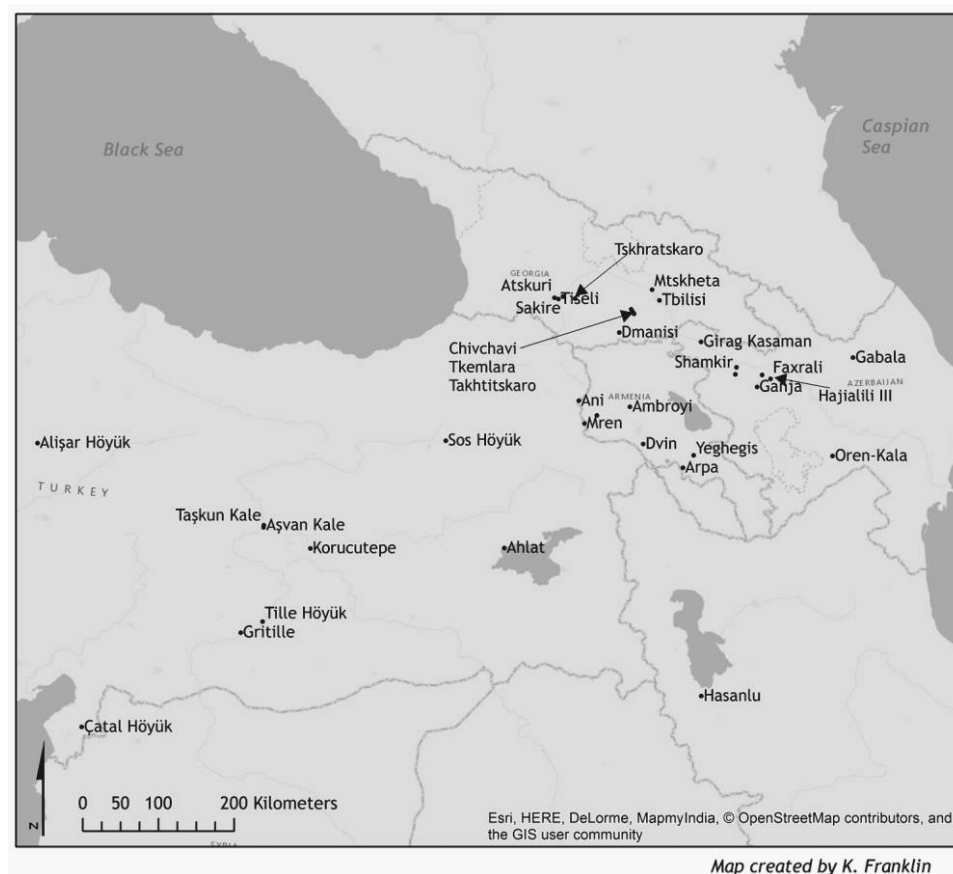 Black Sea
Caspian
Sea
Tskhratskaro
GEORGIA
Atskuri
Mtskheta
Sakire
Tiseli
Tbilisi
Dmanisi
Chivchavi
Tkemlara
Takhtitskaro
Girag Kasaman
Gabala
Shamkir
Faxrali
AZERBAIJAN
Ganja
Hajialili III
Ani
ARMENIA
Ambroyi
Mren
Alişar Höyük
Sos Höyük
Dvin
Yeghegis
Oren-Kala
Arpa
TURKEY
Taşkun Kale
Aşvan Kale
Korucutepe
Ahlat
Tille Höyük
Gritille
Hasanlu
Çatal Höyük
0 50 100 200 Kilometers
N
Esri, HERE, DeLorme, MapmyIndia, © OpenStreetMap contributors, and
the GIS user community
Map created by K. Franklin